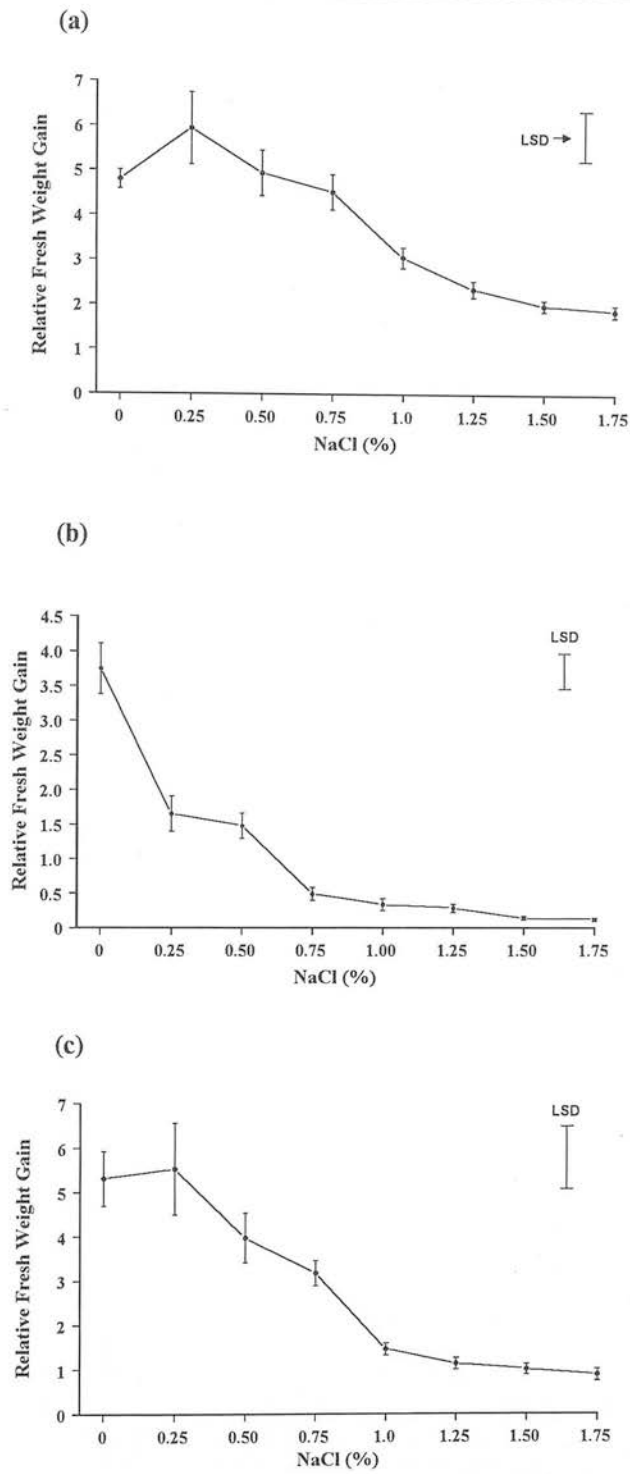 (a)
Relative Fresh Weight Gain
7
6
5
4
3
2
1
0
LSD
0 0.25 0.50 0.75 1.0 1.25 1.50 1.75
NaCl (%)
(b)
Relative Fresh Weight Gain
4.5
4.0
3.5
3.0
2.5
2.0
1.5
1.0
0.5
0
LSD
0 0.25 0.50 0.75 1.00 1.25 1.50 1.75
NaCl (%)
(c)
Relative Fresh Weight Gain
7
6
5
4
3
2
1
0
LSD
0 0.25 0.50 0.75 1.0 1.25 1.50 1.75
NaCl (%)